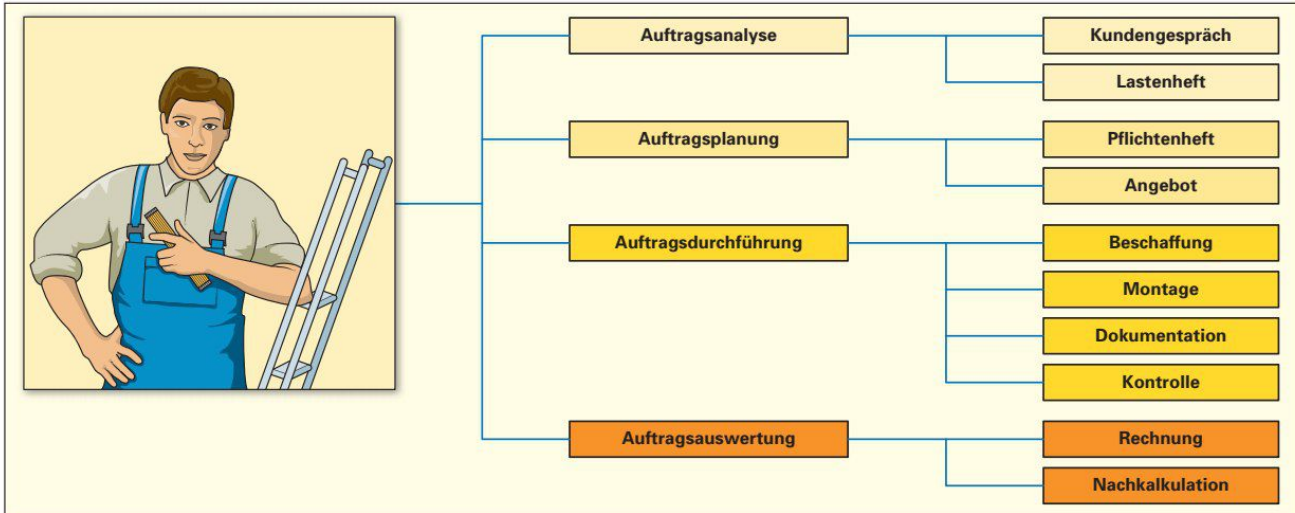 Auftragsanalyse
Kundengespräch
Lastenheft
Auftragsplanung
Pflichtenheft
Angebot
Auftragsdurchführung
Beschaffung
Montage
Dokumentation
Kontrolle
Auftragsauswertung
Rechnung
Nachkalkulation